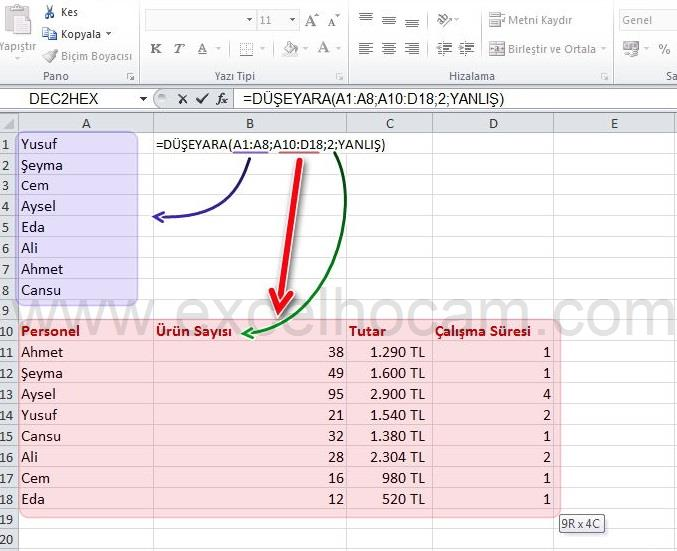 Kes
Yapıştır
Kopyala
Biçim Boyacısı
Pano
11
K T A
Yazı Tipi
Metni Kaydır
Birleştir ve Ortala
Hizalama
Genel
%
DEC2HEX
fx
=DÜŞEYARA(A1:A8;A10:D18;2;YANLIŞ)
A B C D E
1 Yusuf =DÜŞEYARA(A1:A8;A10:D18;2;YANLIŞ)
2 Şeyma
3 Cem
4 Aysel
5 Eda
6 Ali
7 Ahmet
8 Cansu
9
www.excelhocam.com
10 Personel Ürün Sayısı Tutar Çalışma Süresi
11 Ahmet 38 1.290 TL 1
12 Şeyma 49 1.600 TL 1
13 Aysel 95 2.900 TL 4
14 Yusuf 21 1.540 TL 2
15 Cansu 32 1.380 TL 1
16 Ali 28 2.304 TL 2
17 Cem 16 980 TL 1
18 Eda 12 520 TL 1
19
9R x 4C
20